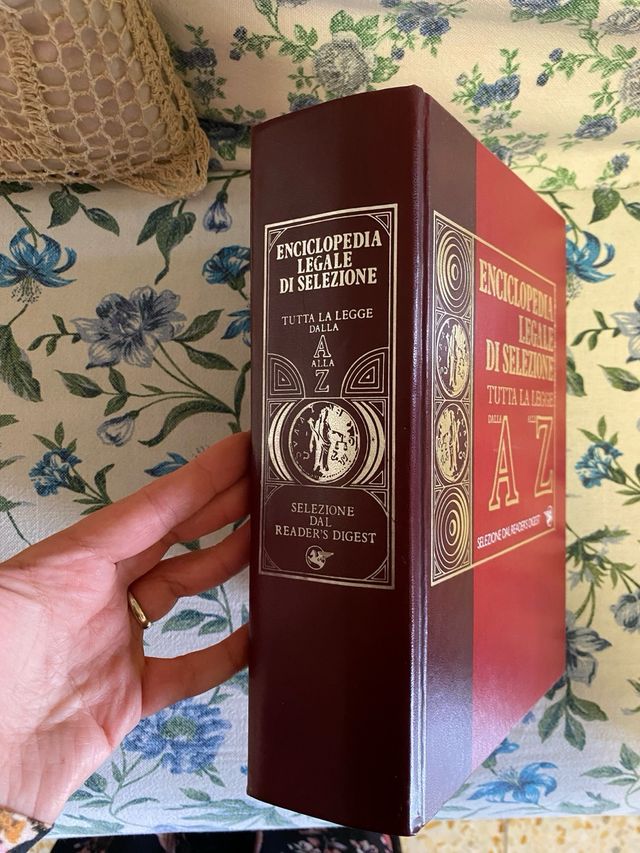 ENCICLOPEDIA
LEGALE
DI SELEZIONE
TUTTA LA LEGGE
DALLA
A
ALLA
Z
SELEZIONE
DAL
READER'S DIGEST
ENCICLOPEDIA
LEGALE
DI SELEZIONE
TUTTA LA LEGGE
DALLA A ALLA Z
SELEZIONE DAL READER'S DIGEST